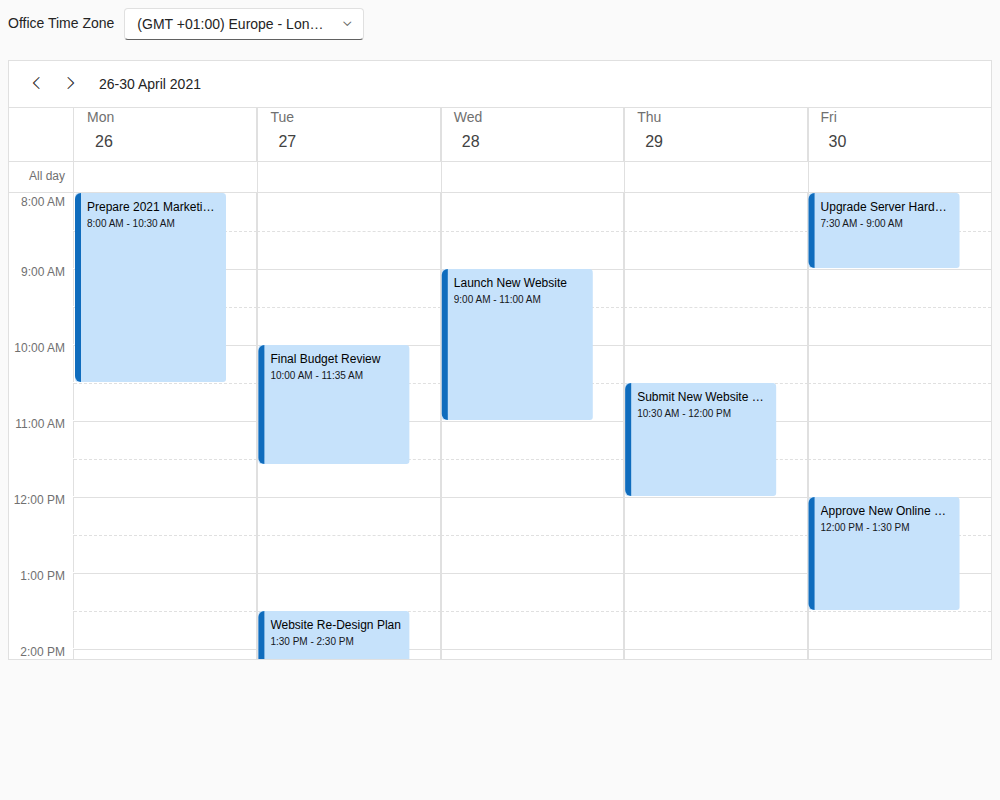 Office Time Zone
(GMT +01:00) Europe - Lon…
26-30 April 2021
Mon
26
Tue
27
Wed
28
Thu
29
Fri
30
All day
8:00 AM
9:00 AM
10:00 AM
11:00 AM
12:00 PM
1:00 PM
2:00 PM
Prepare 2021 Marketi…
8:00 AM - 10:30 AM
Final Budget Review
10:00 AM - 11:35 AM
Website Re-Design Plan
1:30 PM - 2:30 PM
Launch New Website
9:00 AM - 11:00 AM
Submit New Website …
10:30 AM - 12:00 PM
Upgrade Server Hard…
7:30 AM - 9:00 AM
Approve New Online …
12:00 PM - 1:30 PM